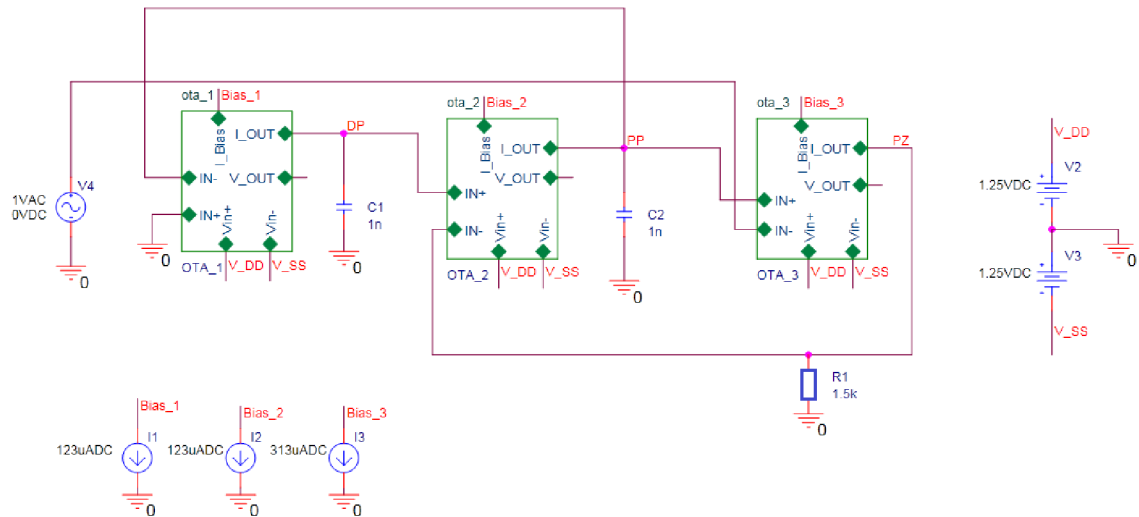 ota_1
Bias_1
I_Bias
I_OUT
V_OUT
IN-
IN+
Vin+
Vin-
OTA_1
V_DD
V_SS
0
DP
C1
1n
0
ota_2
Bias_2
I_Bias
I_OUT
V_OUT
IN+
IN-
Vin+
Vin-
OTA_2
V_DD
V_SS
PP
C2
1n
0
ota_3
Bias_3
I_Bias
I_OUT
V_OUT
IN+
IN-
Vin+
Vin-
OTA_3
V_DD
V_SS
PZ
R1
1.5k
0
V4
1VAC
0VDC
0
V_DD
V2
1.25VDC
0
V3
1.25VDC
V_SS
Bias_1
I1
123uADC
0
Bias_2
I2
123uADC
0
Bias_3
I3
313uADC
0